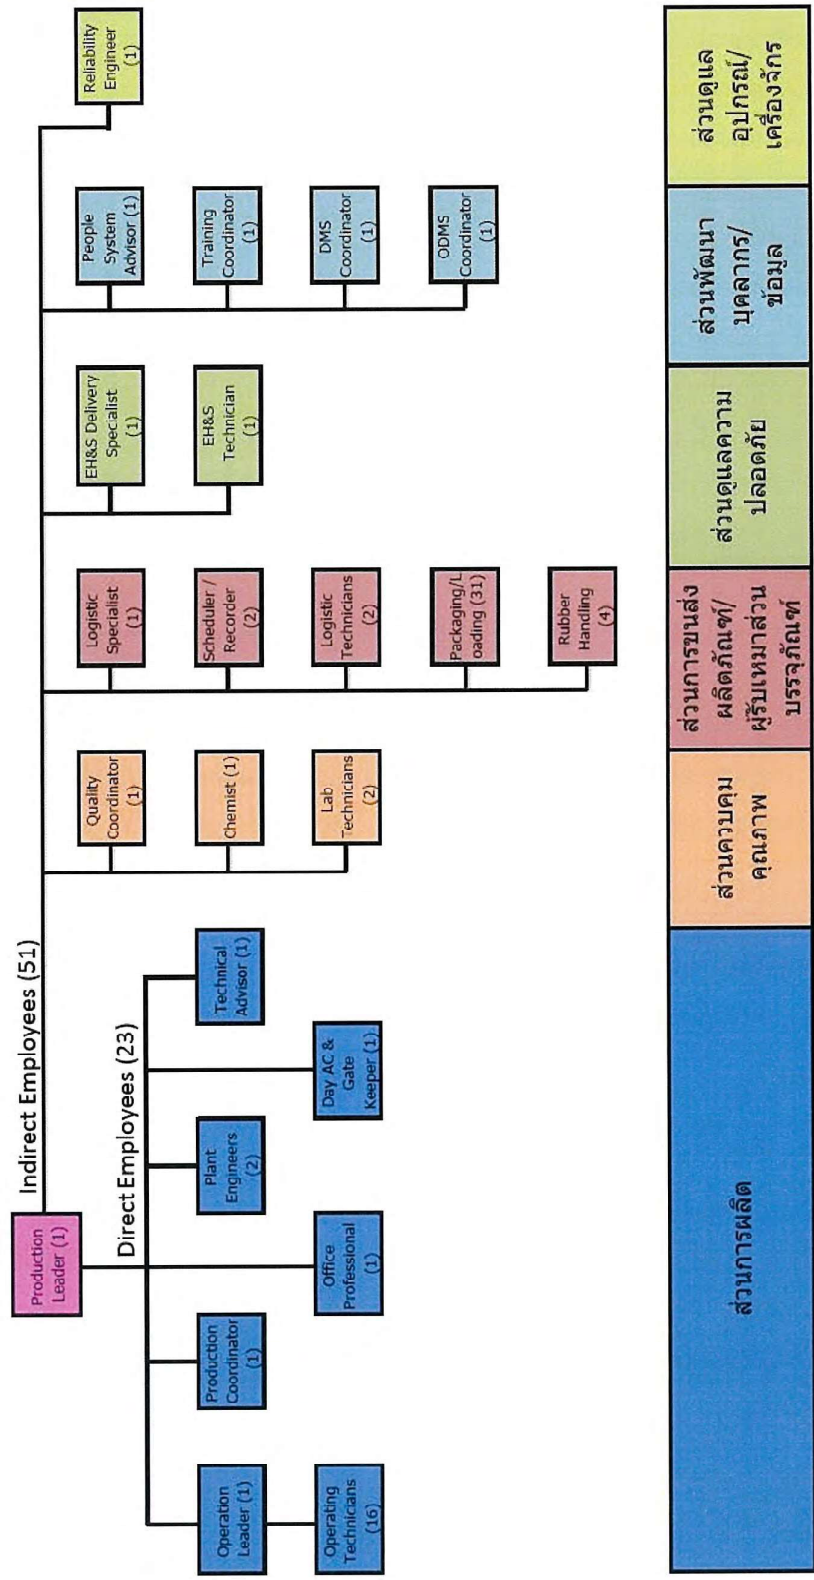 Production
Leader (1)
Indirect Employees (51)
Direct Employees (23)
Operation
Leader (1)
Operating
Technicians
(16)
Production
Coordinator
(1)
Office
Professional
(1)
Plant
Engineers
(2)
Day AC &
Gate
Keeper (1)
Technical
Advisor (1)
Quality
Coordinator
(1)
Chemist (1)
Lab
Technicians
(2)
Logistic
Specialist
(1)
Scheduler /
Recorder
(2)
Logistic
Technicians
(2)
Packaging/L
oading (31)
Rubber
Handling
(4)
EH&S Delivery
Specialist
(1)
EH&S
Technician
(1)
People
System
Advisor (1)
Training
Coordinator
(1)
DMS
Coordinator
(1)
ODMS
Coordinator
(1)
Reliability
Engineer
(1)
ส่วนการผลิต
ส่วนควบคุม
คุณภาพ
ส่วนการขนส่ง
ผลิตภัณฑ์/
ผู้รับเหมาส่วน
บรรจุภัณฑ์
ส่วนดูแลความ
ปลอดภัย
ส่วนพัฒนา
บุคลากร/
ข้อมูล
ส่วนดูแล
อุปกรณ์/
เครื่องจักร